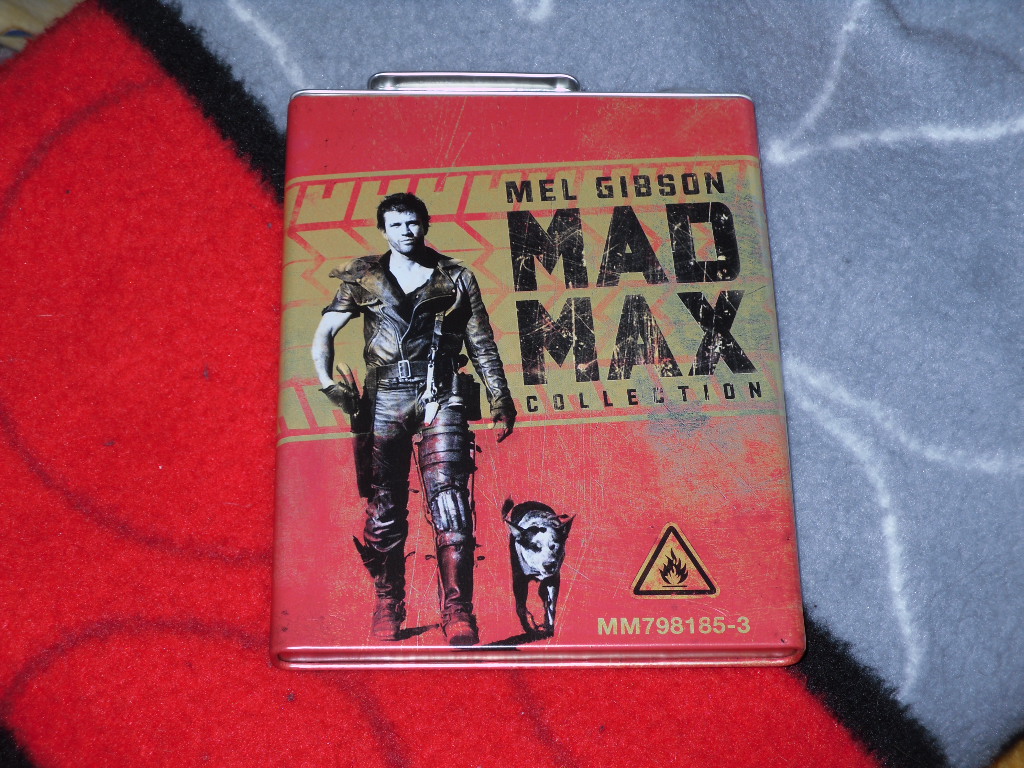 MEL GIBSON
MAD
MAX
COLLECTION
MM798185-3